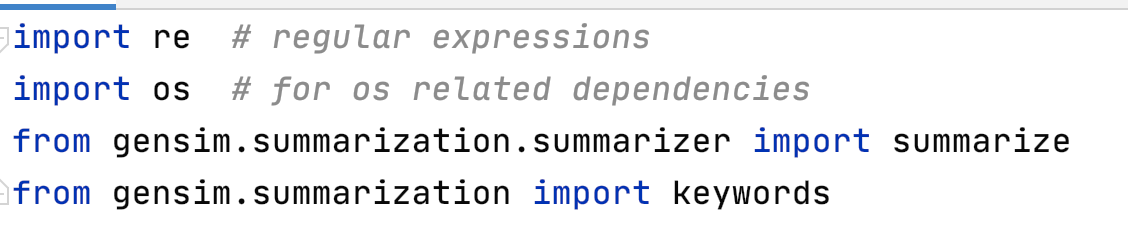 import re  # regular expressions
import os  # for os related dependencies
from gensim.summarization.summarizer import summarize
from gensim.summarization import keywords